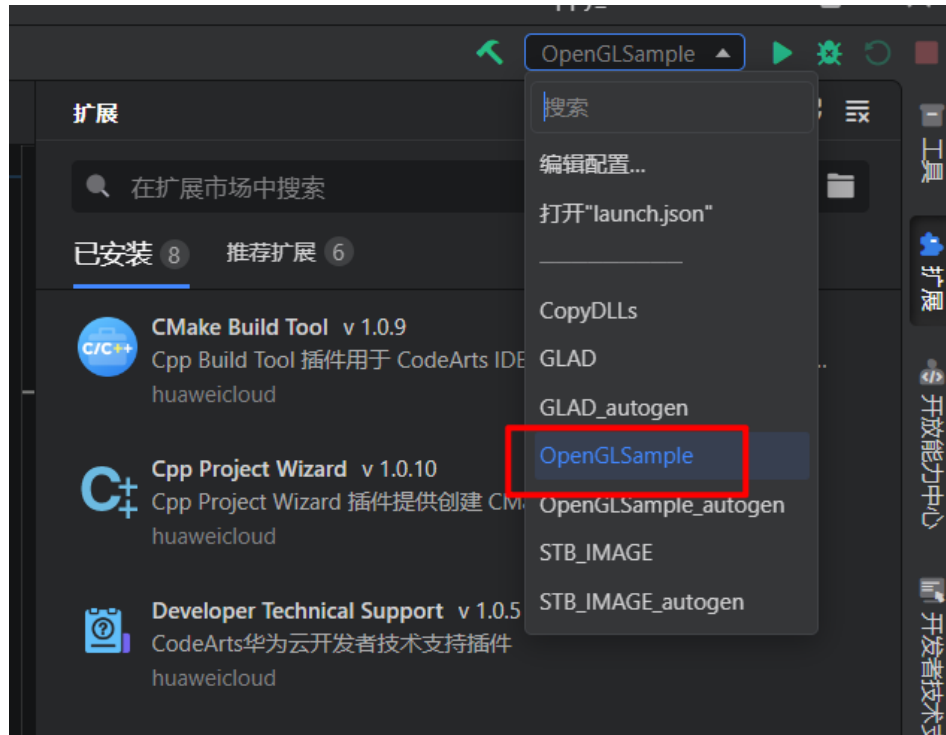 OpenGLSample
扩展
搜索
在扩展市场中搜索
编辑配置...
打开"launch.json"
已安装 8
推荐扩展 6
CopyDLLs
GLAD
GLAD_autogen
OpenGLSample
OpenGLSample_autogen
STB_IMAGE
STB_IMAGE_autogen
CMake Build Tool v 1.0.9
C/C++
Cpp Build Tool 插件用于 CodeArts IDE
..
huaweicloud
Cpp Project Wizard v 1.0.10
Cpp Project Wizard 插件提供创建 CM
huaweicloud
Developer Technical Support v 1.0.5
CodeArts华为云开发者技术支持插件
huaweicloud
工具
扩展
开放能力中心
开发者技术